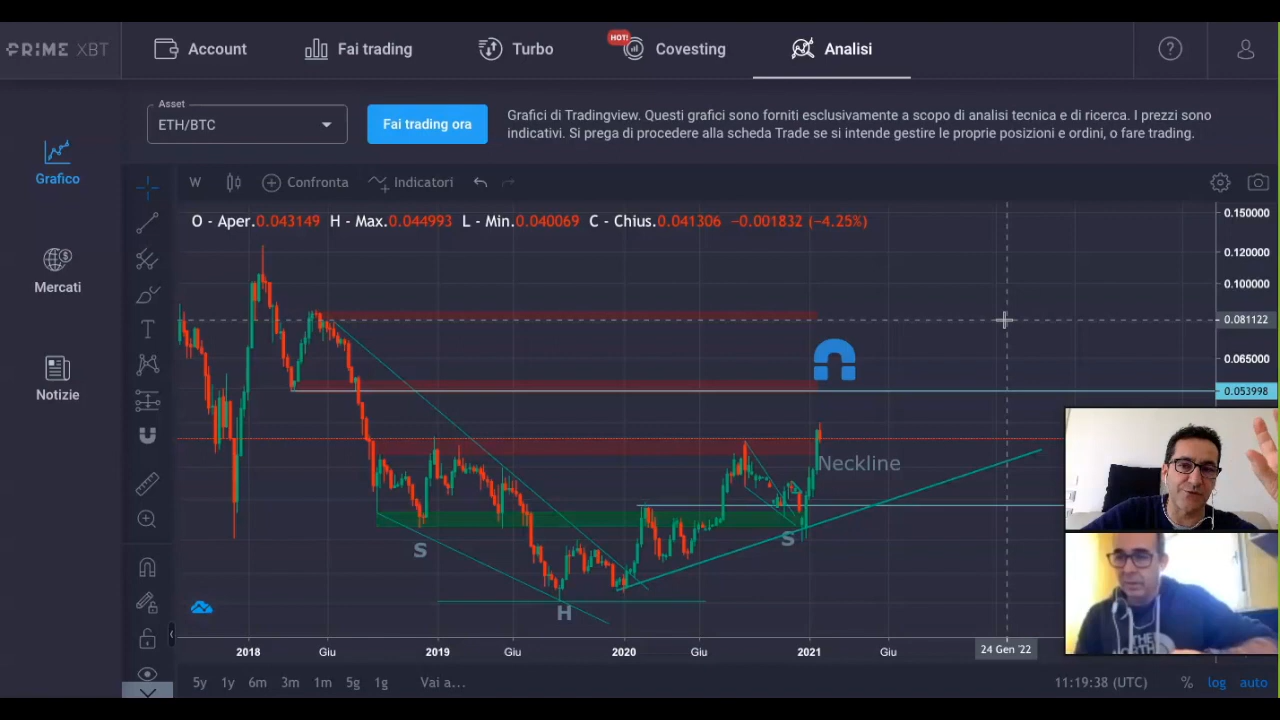 PRIME XBT
Account
Fai trading
Turbo
HOT!
Covesting
Analisi
Asset
ETH/BTC
Fai trading ora
Grafici di Tradingview. Questi grafici sono forniti esclusivamente a scopo di analisi tecnica e di ricerca. I prezzi sono
indicativi. Si prega di procedere alla scheda Trade se si intende gestire le proprie posizioni e ordini, o fare trading.
Grafico
Mercati
Notizie
W
Confronta
Indicatori
O - Aper.0.043149 H - Max.0.044993 L - Min.0.040069 C - Chius.0.041306 −0.001832 (−4.25%)
0.150000
0.120000
0.100000
0.081122
0.065000
0.053998
Neckline
S
S
H
THE
NORTH
2018
Giu
2019
Giu
2020
Giu
2021
Giu
24 Gen '22
5y
1y
6m
3m
1m
5g
1g
Vai a...
11:19:38 (UTC)
%
log
auto